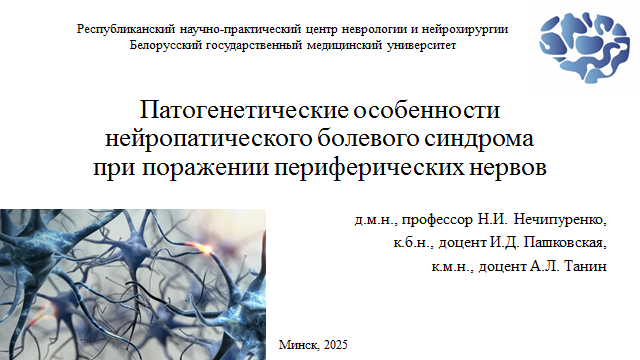 Республиканский научно-практический центр неврологии и нейрохирургии
Белорусский государственный медицинский университет
Патогенетические особенности
нейропатического болевого синдрома
при поражении периферических нервов
д.м.н., профессор Н.И. Нечипуренко,
к.б.н., доцент И.Д. Пашковская,
к.м.н., доцент А.Л. Танин
Минск, 2025